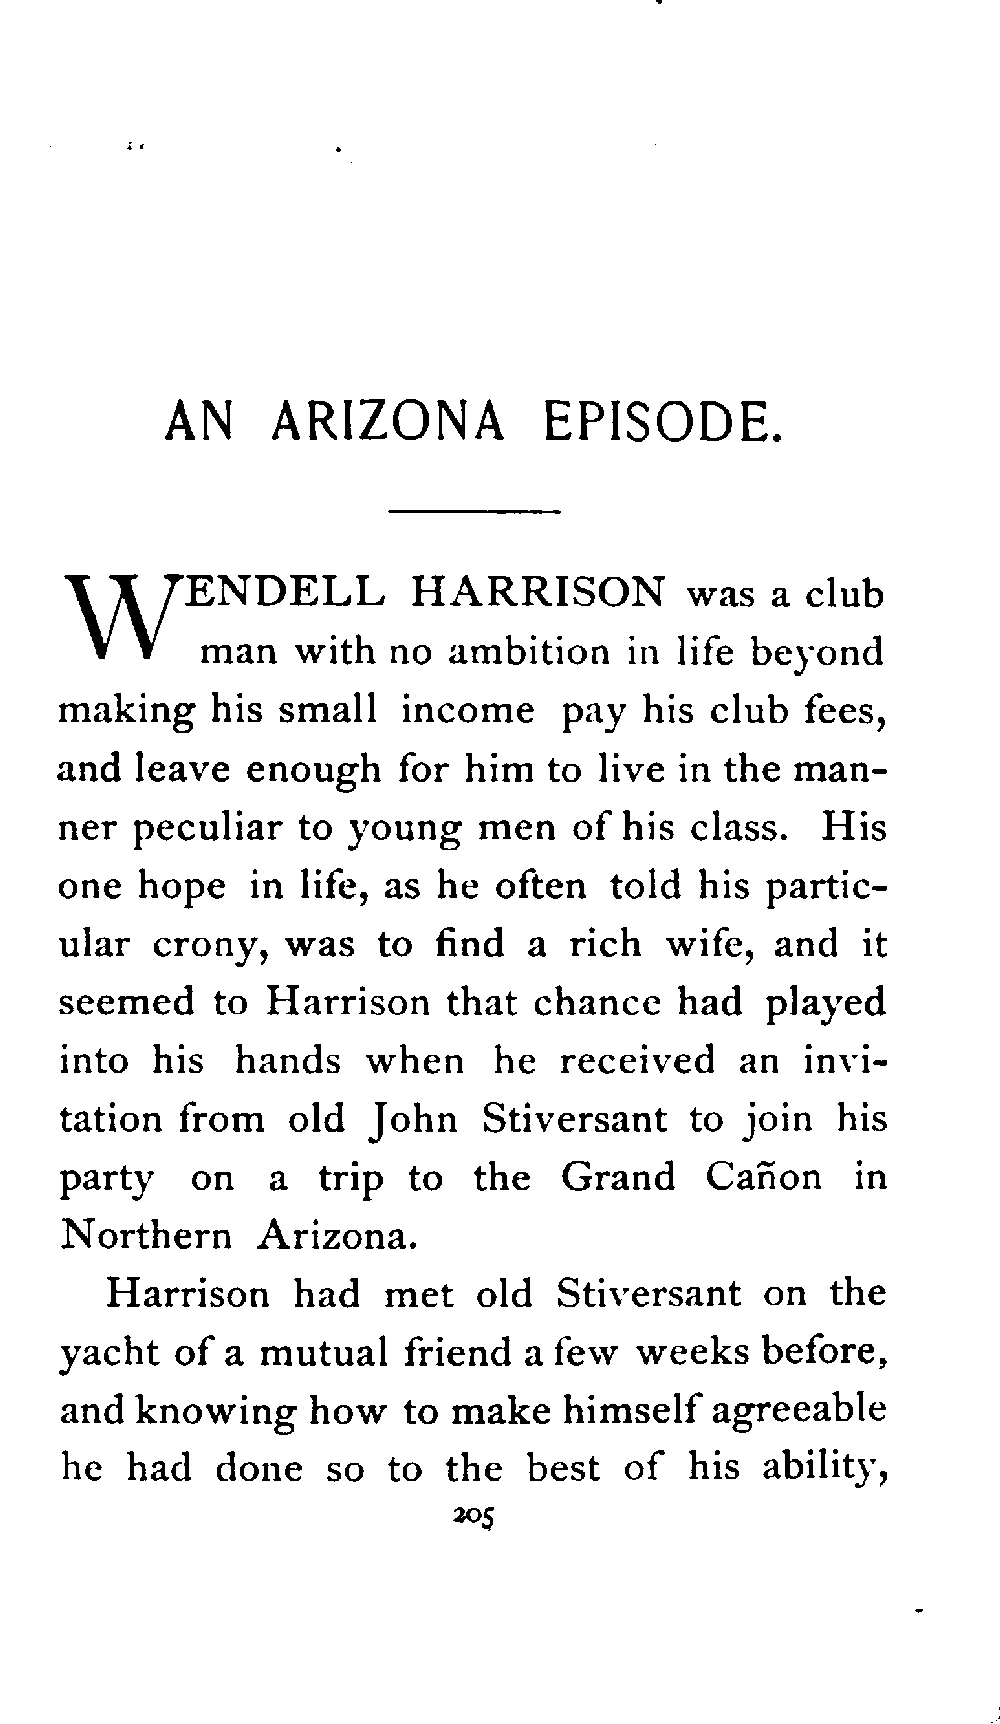 AN ARIZONA EPISODE.
WENDELL HARRISON was a club
man with no ambition in life beyond
making his small income pay his club fees,
and leave enough for him to live in the man-
ner peculiar to young men of his class. His
one hope in life, as he often told his partic-
ular crony, was to find a rich wife, and it
seemed to Harrison that chance had played
into his hands when he received an invi-
tation from old John Stiversant to join his
party on a trip to the Grand Cañon in
Northern Arizona.
Harrison had met old Stiversant on the
yacht of a mutual friend a few weeks before,
and knowing how to make himself agreeable
he had done so to the best of his ability,
205